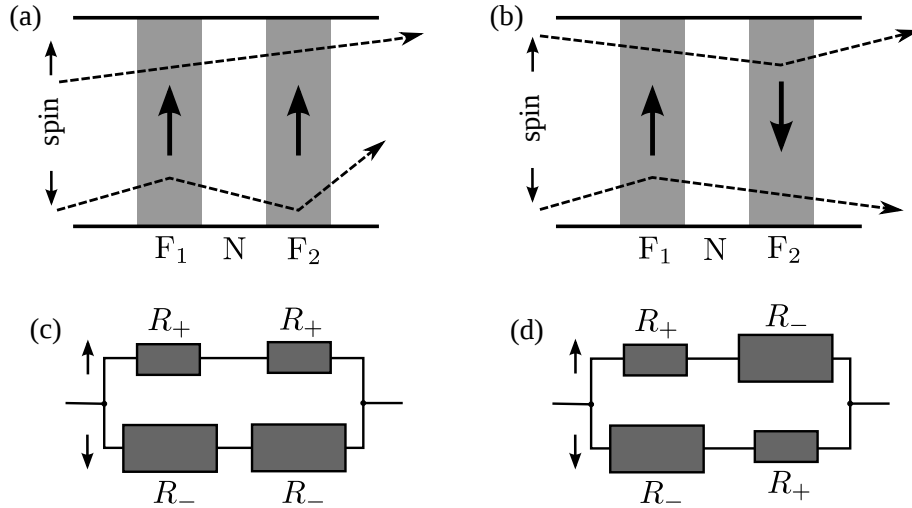 (a)
spin
F₁ N F₂
(b)
spin
F₁ N F₂
(c)
R₊ R₊
R₋ R₋
(d)
R₊ R₋
R₋ R₊